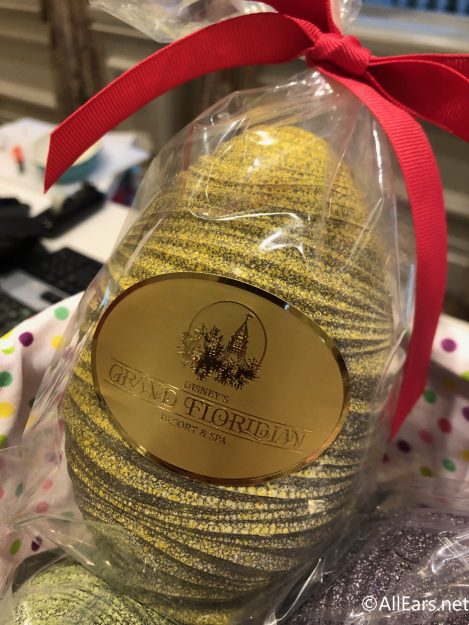 DISNEY'S
GRAND FLORIDIAN
RESORT & SPA
©AllEars.net